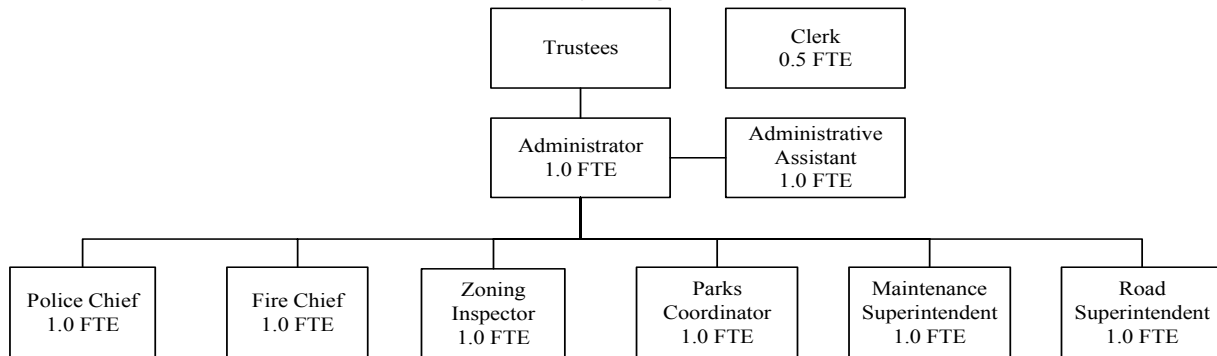 Trustees
Clerk
0.5 FTE
Administrator
1.0 FTE
Administrative
Assistant
1.0 FTE
Police Chief
1.0 FTE
Fire Chief
1.0 FTE
Zoning
Inspector
1.0 FTE
Parks
Coordinator
1.0 FTE
Maintenance
Superintendent
1.0 FTE
Road
Superintendent
1.0 FTE